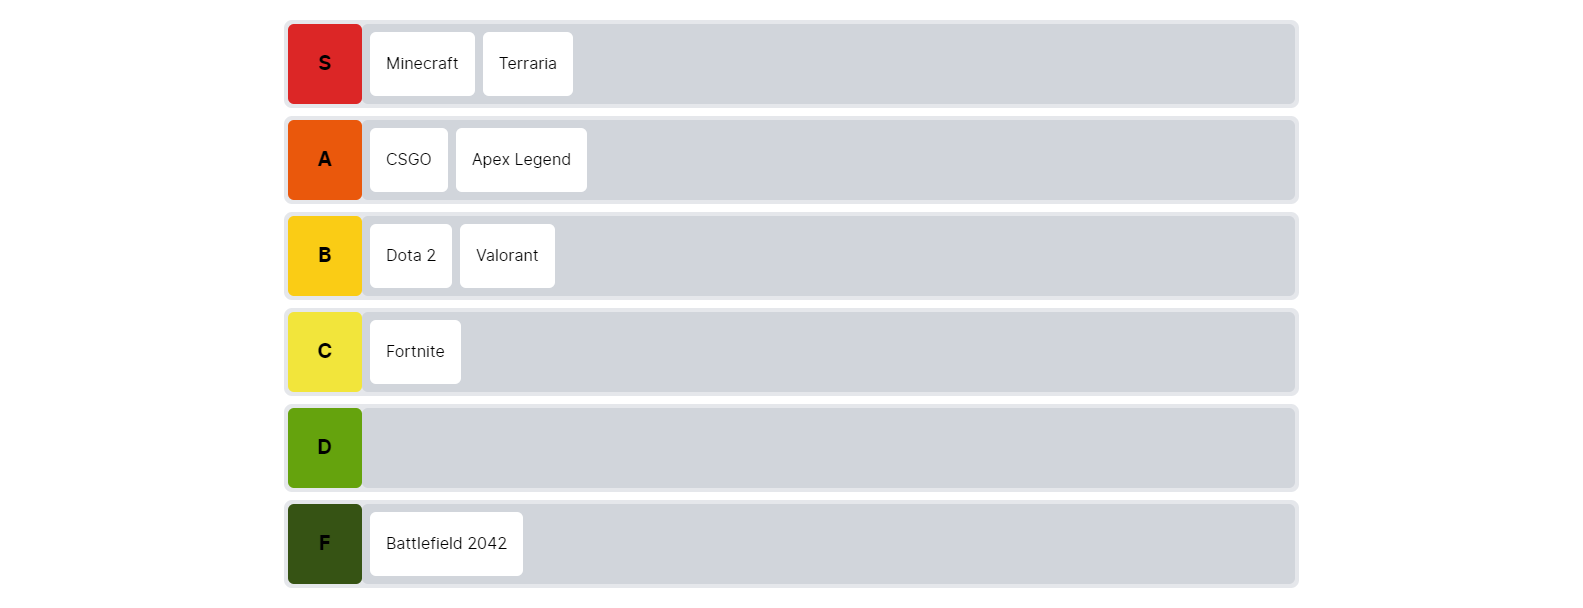 S Minecraft Terraria
A CSGO Apex Legend
B Dota 2 Valorant
C Fortnite
D
F Battlefield 2042